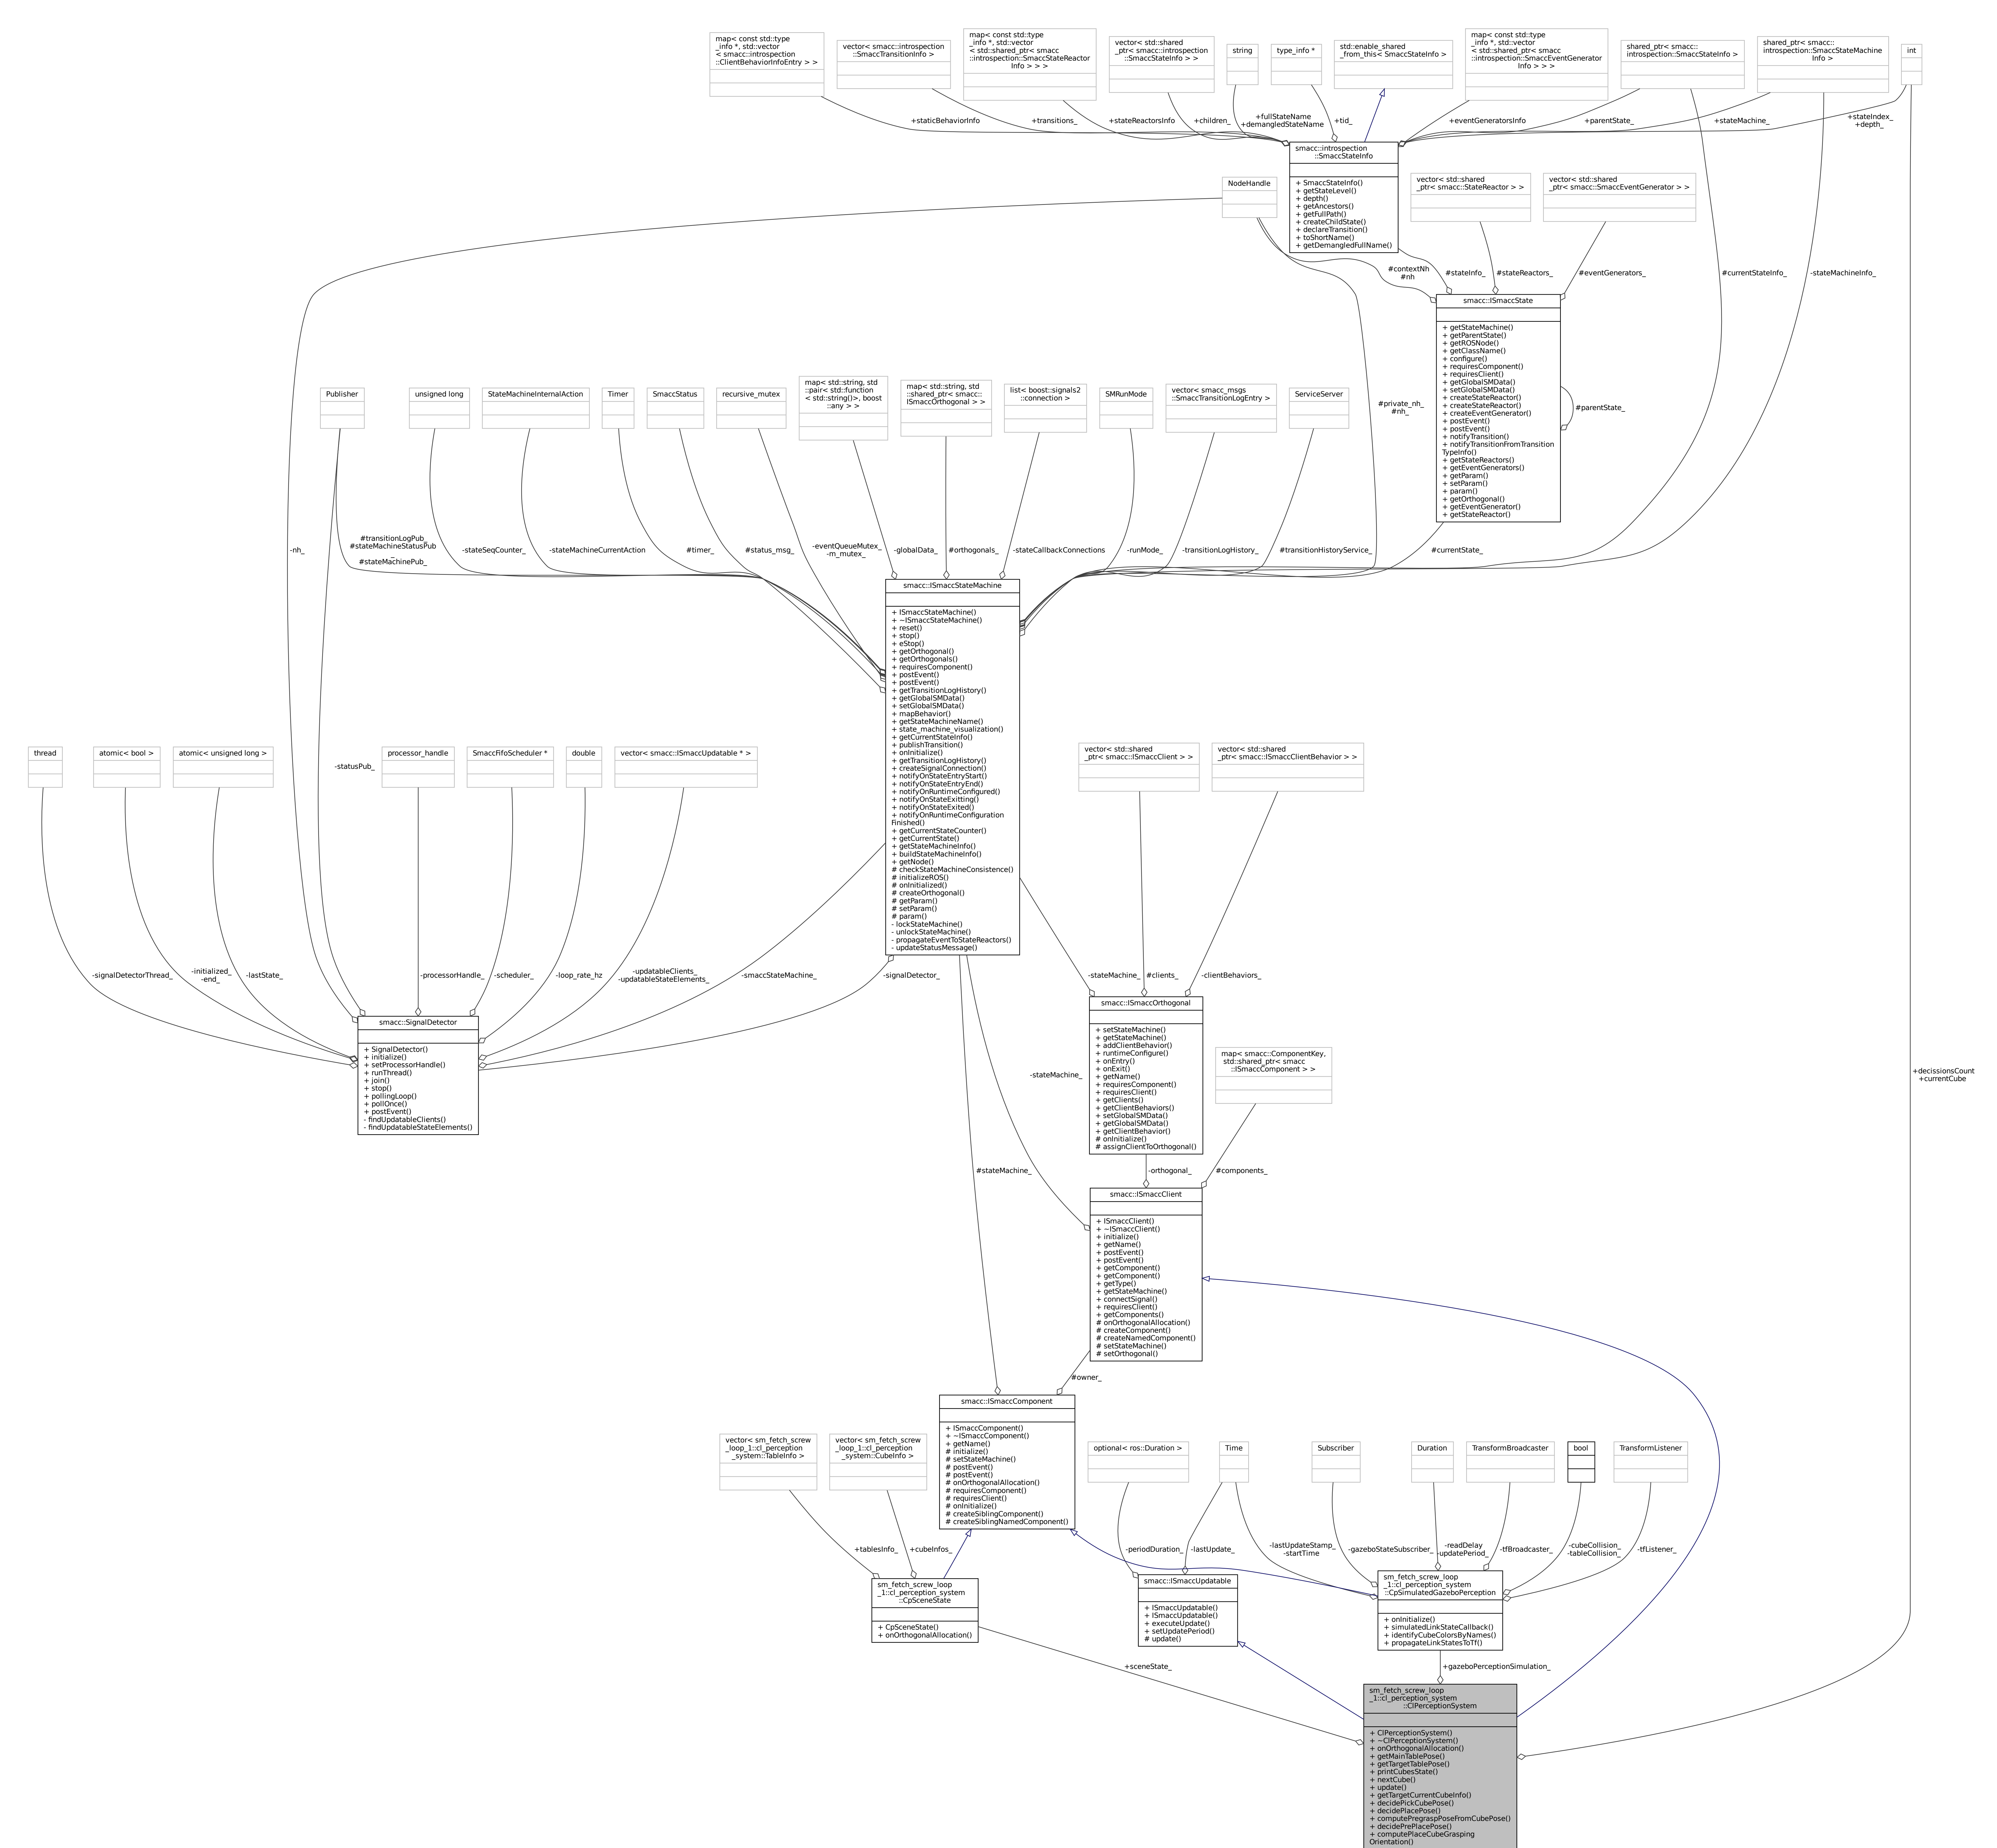 map< const std::type
_info *, std::vector
< smacc::introspection
::ClientBehaviorInfoEntry > >
vector< smacc::introspection
::SmaccTransitionInfo >
map< const std::type
_info *, std::vector
< std::shared_ptr< smacc
::introspection::SmaccStateReactor
Info > > >
vector< std::shared
_ptr< smacc::introspection
::SmaccStateInfo > >
string
type_info *
std::enable_shared
_from_this< SmaccStateInfo >
map< const std::type
_info *, std::vector
< std::shared_ptr< smacc
::introspection::SmaccEventGenerator
Info > > >
shared_ptr< smacc::
introspection::SmaccStateInfo >
shared_ptr< smacc::
introspection::SmaccStateMachine
Info >
int
+staticBehaviorInfo
+transitions_
+stateReactorsInfo
+children_
+fullStateName
+demangledStateName
+tid_
+eventGeneratorsInfo
+parentState_
+stateMachine_
+stateIndex_
+depth_
smacc::introspection
::SmaccStateInfo
+ SmaccStateInfo()
+ getStateLevel()
+ depth()
+ getAncestors()
+ getFullPath()
+ createChildState()
+ declareTransition()
+ toShortName()
+ getDemangledFullName()
NodeHandle
vector< std::shared
_ptr< smacc::StateReactor > >
vector< std::shared
_ptr< smacc::SmaccEventGenerator > >
#contextNh
#nh
#stateInfo_
#stateReactors_
#eventGenerators_
#currentStateInfo_
-stateMachineInfo_
smacc::ISmaccState
+ getStateMachine()
+ getParentState()
+ getROSNode()
+ getClassName()
+ configure()
+ requiresComponent()
+ requiresClient()
+ getGlobalSMData()
+ setGlobalSMData()
+ createStateReactor()
+ createStateReactor()
+ createEventGenerator()
+ postEvent()
+ postEvent()
+ notifyTransition()
+ notifyTransitionFromTransition
TypeInfo()
+ getStateReactors()
+ getEventGenerators()
+ getParam()
+ setParam()
+ param()
+ getOrthogonal()
+ getEventGenerator()
+ getStateReactor()
#parentState_
Publisher
unsigned long
StateMachineInternalAction
Timer
SmaccStatus
recursive_mutex
map< std::string, std
::pair< std::function
< std::string()>, boost
::any > >
map< std::string, std
::shared_ptr< smacc::
ISmaccOrthogonal > >
list< boost::signals2
::connection >
SMRunMode
vector< smacc_msgs
::SmaccTransitionLogEntry >
ServiceServer
#private_nh_
#nh_
-nh_
#transitionLogPub_
#stateMachineStatusPub
_
#stateMachinePub_
-stateSeqCounter_
-stateMachineCurrentAction
#timer_
#status_msg_
-eventQueueMutex_
-m_mutex_
-globalData_
#orthogonals_
-stateCallbackConnections
-runMode_
-transitionLogHistory_
#transitionHistoryService_
#currentState_
smacc::ISmaccStateMachine
+ ISmaccStateMachine()
+ ~ISmaccStateMachine()
+ reset()
+ stop()
+ eStop()
+ getOrthogonal()
+ getOrthogonals()
+ requiresComponent()
+ postEvent()
+ postEvent()
+ getTransitionLogHistory()
+ getGlobalSMData()
+ setGlobalSMData()
+ mapBehavior()
+ getStateMachineName()
+ state_machine_visualization()
+ getCurrentStateInfo()
+ publishTransition()
+ onInitialize()
+ getTransitionLogHistory()
+ createSignalConnection()
+ notifyOnStateEntryStart()
+ notifyOnStateEntryEnd()
+ notifyOnRuntimeConfigured()
+ notifyOnStateExitting()
+ notifyOnStateExited()
+ notifyOnRuntimeConfiguration
Finished()
+ getCurrentStateCounter()
+ getCurrentState()
+ getStateMachineInfo()
+ buildStateMachineInfo()
+ getNode()
# checkStateMachineConsistence()
# initializeROS()
# onInitialized()
# createOrthogonal()
# getParam()
# setParam()
# param()
- lockStateMachine()
- unlockStateMachine()
- propagateEventToStateReactors()
- updateStatusMessage()
thread
atomic< bool >
atomic< unsigned long >
-statusPub_
processor_handle
SmaccFifoScheduler *
double
vector< smacc::ISmaccUpdatable * >
vector< std::shared
_ptr< smacc::ISmaccClient > >
vector< std::shared
_ptr< smacc::ISmaccClientBehavior > >
-signalDetectorThread_
-initialized_
-end_
-lastState_
-processorHandle_
-scheduler_
-loop_rate_hz
-updatableClients_
-updatableStateElements_
-smaccStateMachine_
-signalDetector_
-stateMachine_
#clients_
-clientBehaviors_
smacc::SignalDetector
+ SignalDetector()
+ initialize()
+ setProcessorHandle()
+ runThread()
+ join()
+ stop()
+ pollingLoop()
+ pollOnce()
+ postEvent()
- findUpdatableClients()
- findUpdatableStateElements()
smacc::ISmaccOrthogonal
+ setStateMachine()
+ getStateMachine()
+ addClientBehavior()
+ runtimeConfigure()
+ onEntry()
+ onExit()
+ getName()
+ requiresComponent()
+ requiresClient()
+ getClients()
+ getClientBehaviors()
+ setGlobalSMData()
+ getGlobalSMData()
+ getClientBehavior()
# onInitialize()
# assignClientToOrthogonal()
map< smacc::ComponentKey,
std::shared_ptr< smacc
::ISmaccComponent > >
-stateMachine_
+decissionsCount
+currentCube
#stateMachine_
-orthogonal_
#components_
smacc::ISmaccClient
+ ISmaccClient()
+ ~ISmaccClient()
+ initialize()
+ getName()
+ postEvent()
+ postEvent()
+ getComponent()
+ getComponent()
+ getType()
+ getStateMachine()
+ connectSignal()
+ requiresClient()
+ getComponents()
# onOrthogonalAllocation()
# createComponent()
# createNamedComponent()
# setStateMachine()
# setOrthogonal()
#owner_
smacc::ISmaccComponent
+ ISmaccComponent()
+ ~ISmaccComponent()
+ getName()
# initialize()
# setStateMachine()
# postEvent()
# postEvent()
# onOrthogonalAllocation()
# requiresComponent()
# requiresClient()
# onInitialize()
# createSiblingComponent()
# createSiblingNamedComponent()
vector< sm_fetch_screw
_loop_1::cl_perception
_system::TableInfo >
vector< sm_fetch_screw
_loop_1::cl_perception
_system::CubeInfo >
optional< ros::Duration >
Time
Subscriber
Duration
TransformBroadcaster
bool
TransformListener
+tablesInfo_
+cubeInfos_
-periodDuration_
-lastUpdate_
-lastUpdateStamp_
-startTime
-gazeboStateSubscriber_
-readDelay
-updatePeriod_
-tfBroadcaster_
-cubeCollision_
-tableCollision_
-tfListener_
sm_fetch_screw_loop
_1::cl_perception_system
::CpSceneState
+ CpSceneState()
+ onOrthogonalAllocation()
smacc::ISmaccUpdatable
+ ISmaccUpdatable()
+ ISmaccUpdatable()
+ executeUpdate()
+ setUpdatePeriod()
# update()
sm_fetch_screw_loop
_1::cl_perception_system
::CpSimulatedGazeboPerception
+ onInitialize()
+ simulatedLinkStateCallback()
+ identifyCubeColorsByNames()
+ propagateLinkStatesToTf()
+sceneState_
+gazeboPerceptionSimulation_
sm_fetch_screw_loop
_1::cl_perception_system
::ClPerceptionSystem
+ ClPerceptionSystem()
+ ~ClPerceptionSystem()
+ onOrthogonalAllocation()
+ getMainTablePose()
+ getTargetTablePose()
+ printCubesState()
+ nextCube()
+ update()
+ getTargetCurrentCubeInfo()
+ decidePickCubePose()
+ decidePlacePose()
+ computePregraspPoseFromCubePose()
+ decidePrePlacePose()
+ computePlaceCubeGrasping
Orientation()